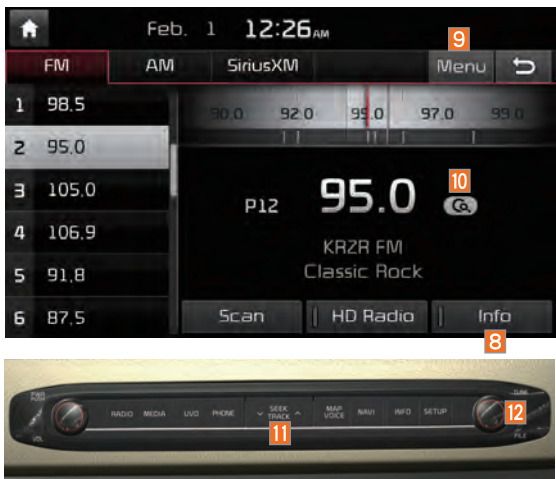 Feb. 1 12:26AM
9
FM AM SiriusXM Menu
1 98.5
90.0 92.0 95.0 97.0 99.0
2 95.0
3 105.0
10
P12 95.0
4 106.9
KRZR FM
5 91.8
Classic Rock
6 87.5
Scan HD Radio Info
8
PWR
PUSH
VOL
RADIO MEDIA UVO PHONE SEEK
TRACK MAP
VOICE NAVI INFO SETUP
TUNE
FILE
11
12